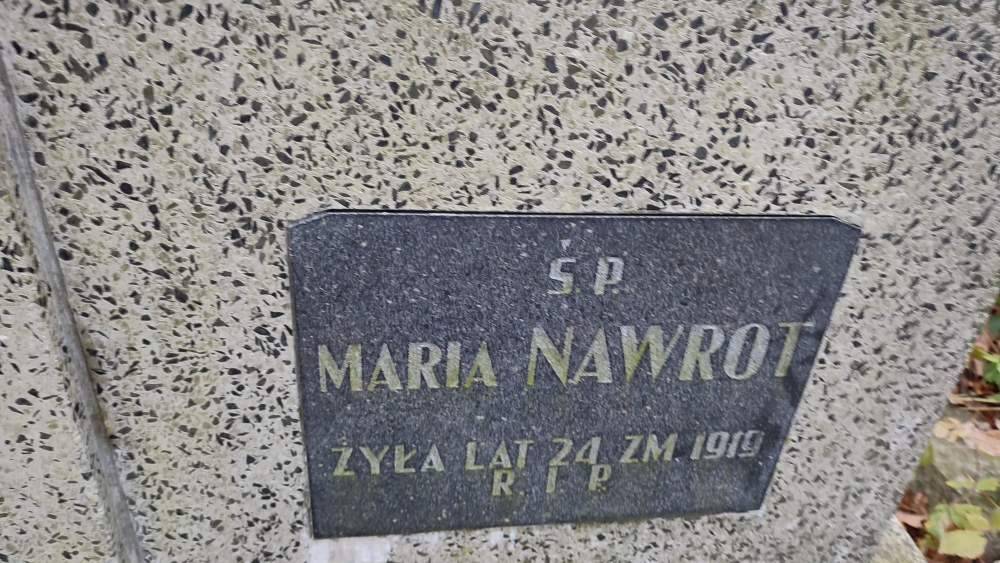 Ś. P.
MARIA NAWROT
ŻYŁA LAT 24, ZM. 1919
R. I. P.